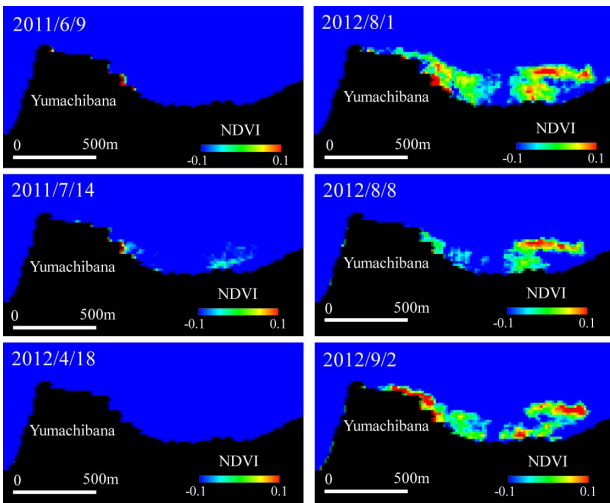 2011/6/9
Yumachibana
NDVI
0 500m
-0.1 0.1
2012/8/1
Yumachibana
NDVI
0 500m
-0.1 0.1
2011/7/14
Yumachibana
NDVI
0 500m
-0.1 0.1
2012/8/8
Yumachibana
NDVI
0 500m
-0.1 0.1
2012/4/18
Yumachibana
NDVI
0 500m
-0.1 0.1
2012/9/2
Yumachibana
NDVI
0 500m
-0.1 0.1